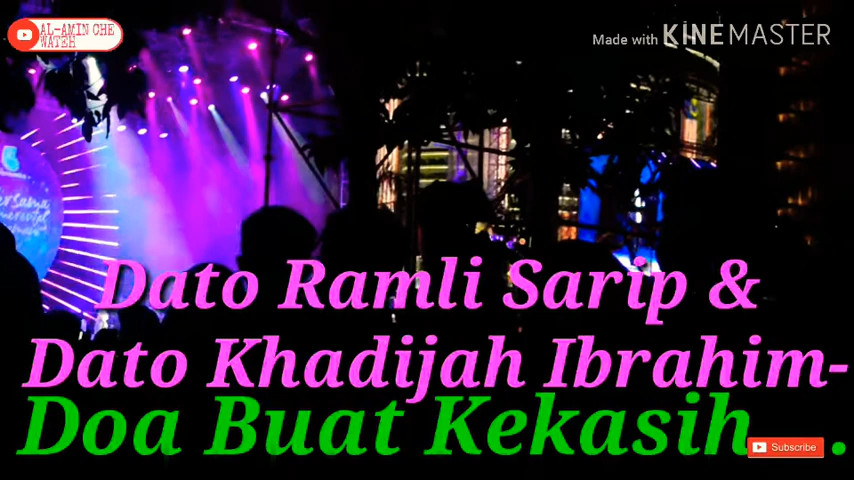 AL-AMIN CHE
WATEH
Made with KINEMASTER
Dato Ramli Sarip &
Dato Khadijah Ibrahim-
Doa Buat Kekasih .
Subscribe